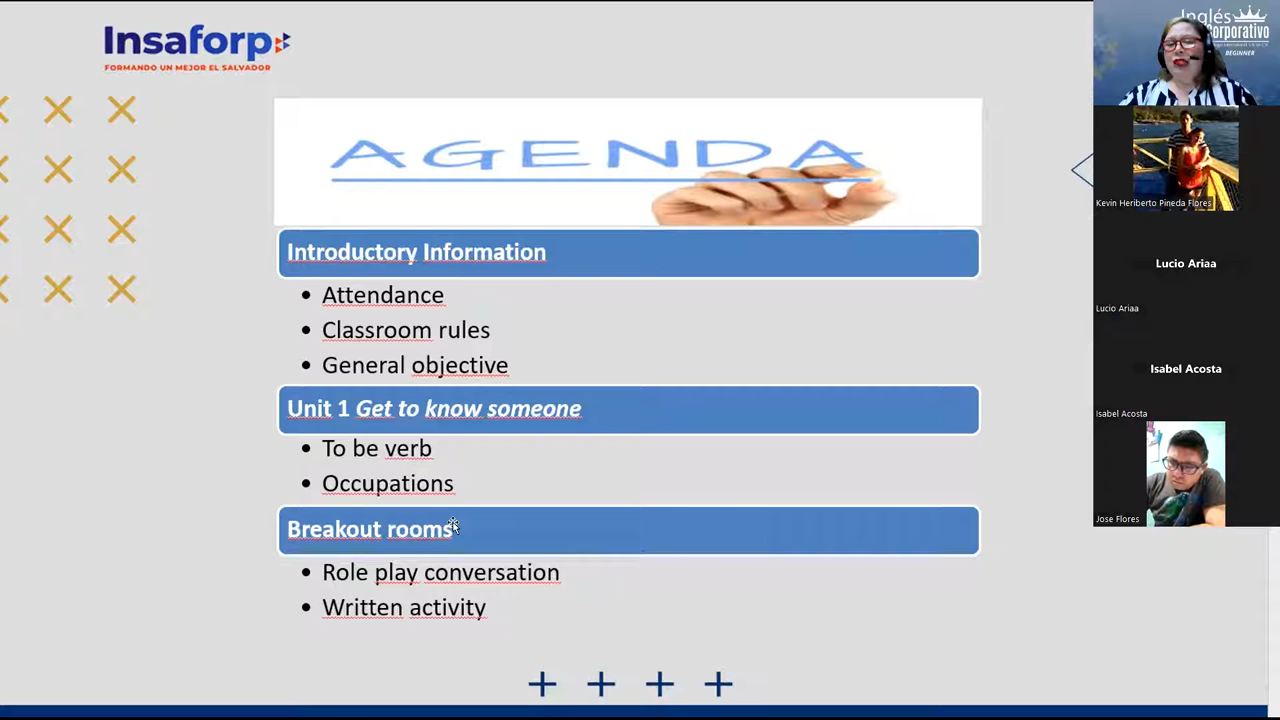 Insaforp
FORMANDO UN MEJOR EL SALVADOR
AGENDA
Introductory Information
• Attendance
• Classroom rules
• General objective
Unit 1 Get to know someone
• To be verb
• Occupations
Breakout rooms
• Role play conversation
• Written activity
Inglés
Corporativo
BEGINNER
Kevin Heriberto Pineda Flores
Lucio Ariaa
Lucio Ariaa
Isabel Acosta
Isabel Acosta
Jose Flores